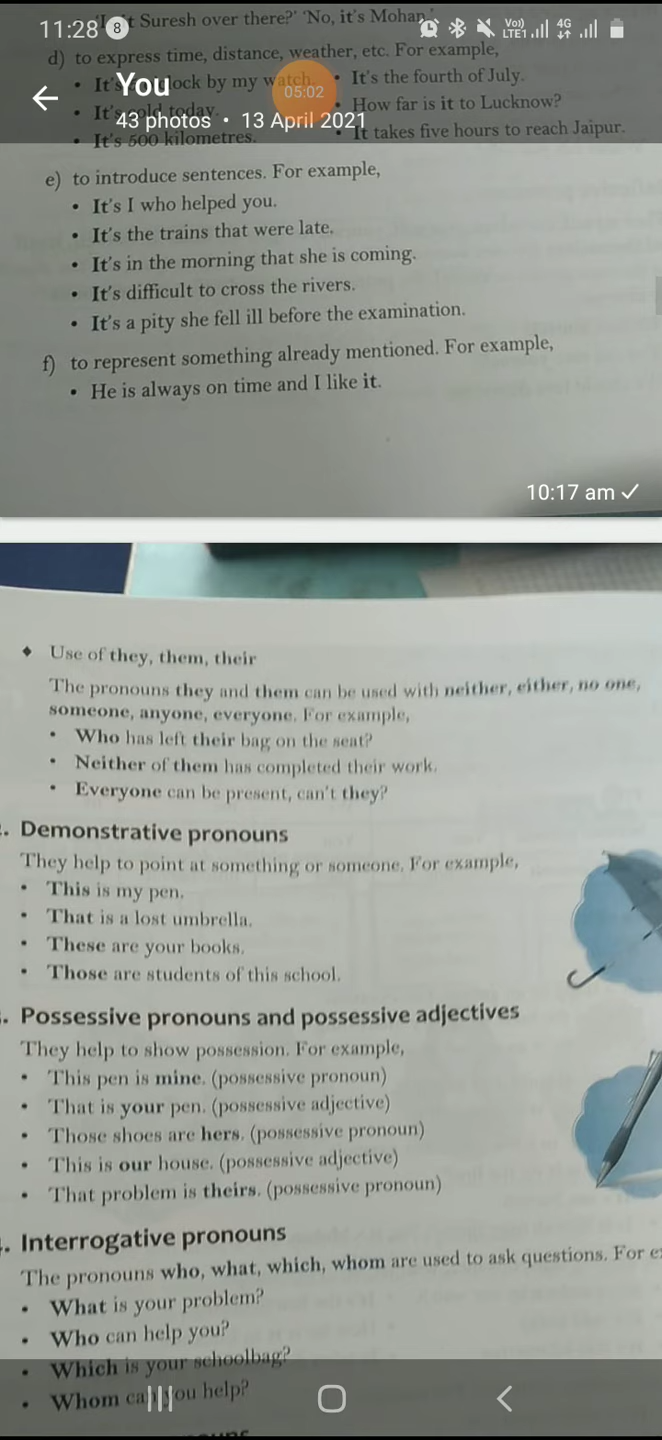 11:28 8 Vo)) LTE1 4G
Suresh over there?' 'No, it's Mohan.'
d) to express time, distance, weather, etc. For example,
• It's lock by my watch. • It's the fourth of July.
You
05:02
• It's cold today. • How far is it to Lucknow?
43 photos • 13 April 2021
• It's 500 kilometres. • It takes five hours to reach Jaipur.
e) to introduce sentences. For example,
• It's I who helped you.
• It's the trains that were late.
• It's in the morning that she is coming.
• It's difficult to cross the rivers.
• It's a pity she fell ill before the examination.
f) to represent something already mentioned. For example,
• He is always on time and I like it.
10:17 am
◆ Use of they, them, their
The pronouns they and them can be used with neither, either, no one,
someone, anyone, everyone. For example,
• Who has left their bag on the seat?
• Neither of them has completed their work.
• Everyone can be present, can't they?
. Demonstrative pronouns
They help to point at something or someone. For example,
• This is my pen.
• That is a lost umbrella.
• These are your books.
• Those are students of this school.
. Possessive pronouns and possessive adjectives
They help to show possession. For example,
• This pen is mine. (possessive pronoun)
• That is your pen. (possessive adjective)
• Those shoes are hers. (possessive pronoun)
• This is our house. (possessive adjective)
• That problem is theirs. (possessive pronoun)
. Interrogative pronouns
The pronouns who, what, which, whom are used to ask questions. For e
• What is your problem?
• Who can help you?
• Which is your schoolbag?
• Whom can you help?